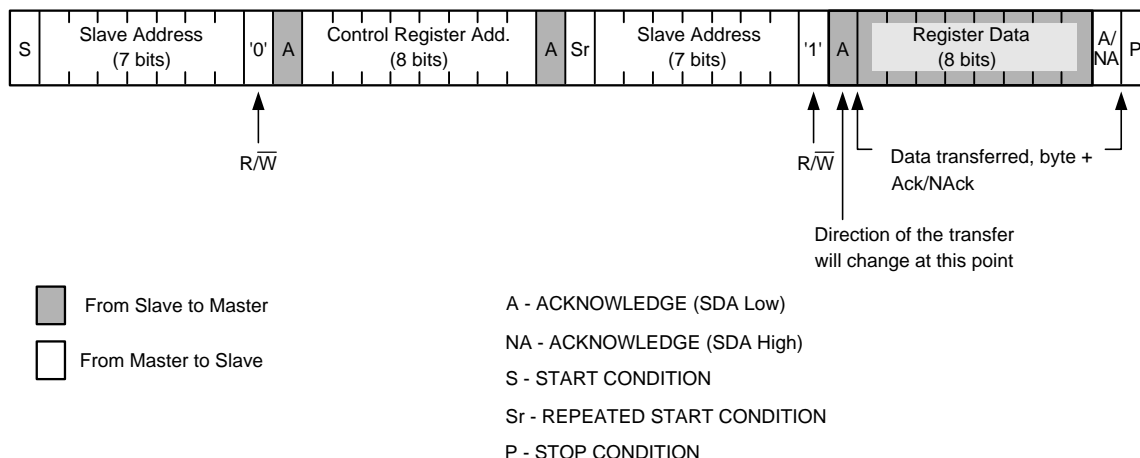 S Slave Address (7 bits) '0' A Control Register Add. (8 bits) A Sr Slave Address (7 bits) '1' A Register Data (8 bits) A/NA P
R/W̅
R/W̅
Data transferred, byte +
Ack/NAck
Direction of the transfer
will change at this point
From Slave to Master
From Master to Slave
A - ACKNOWLEDGE (SDA Low)
NA - ACKNOWLEDGE (SDA High)
S - START CONDITION
Sr - REPEATED START CONDITION
P - STOP CONDITION